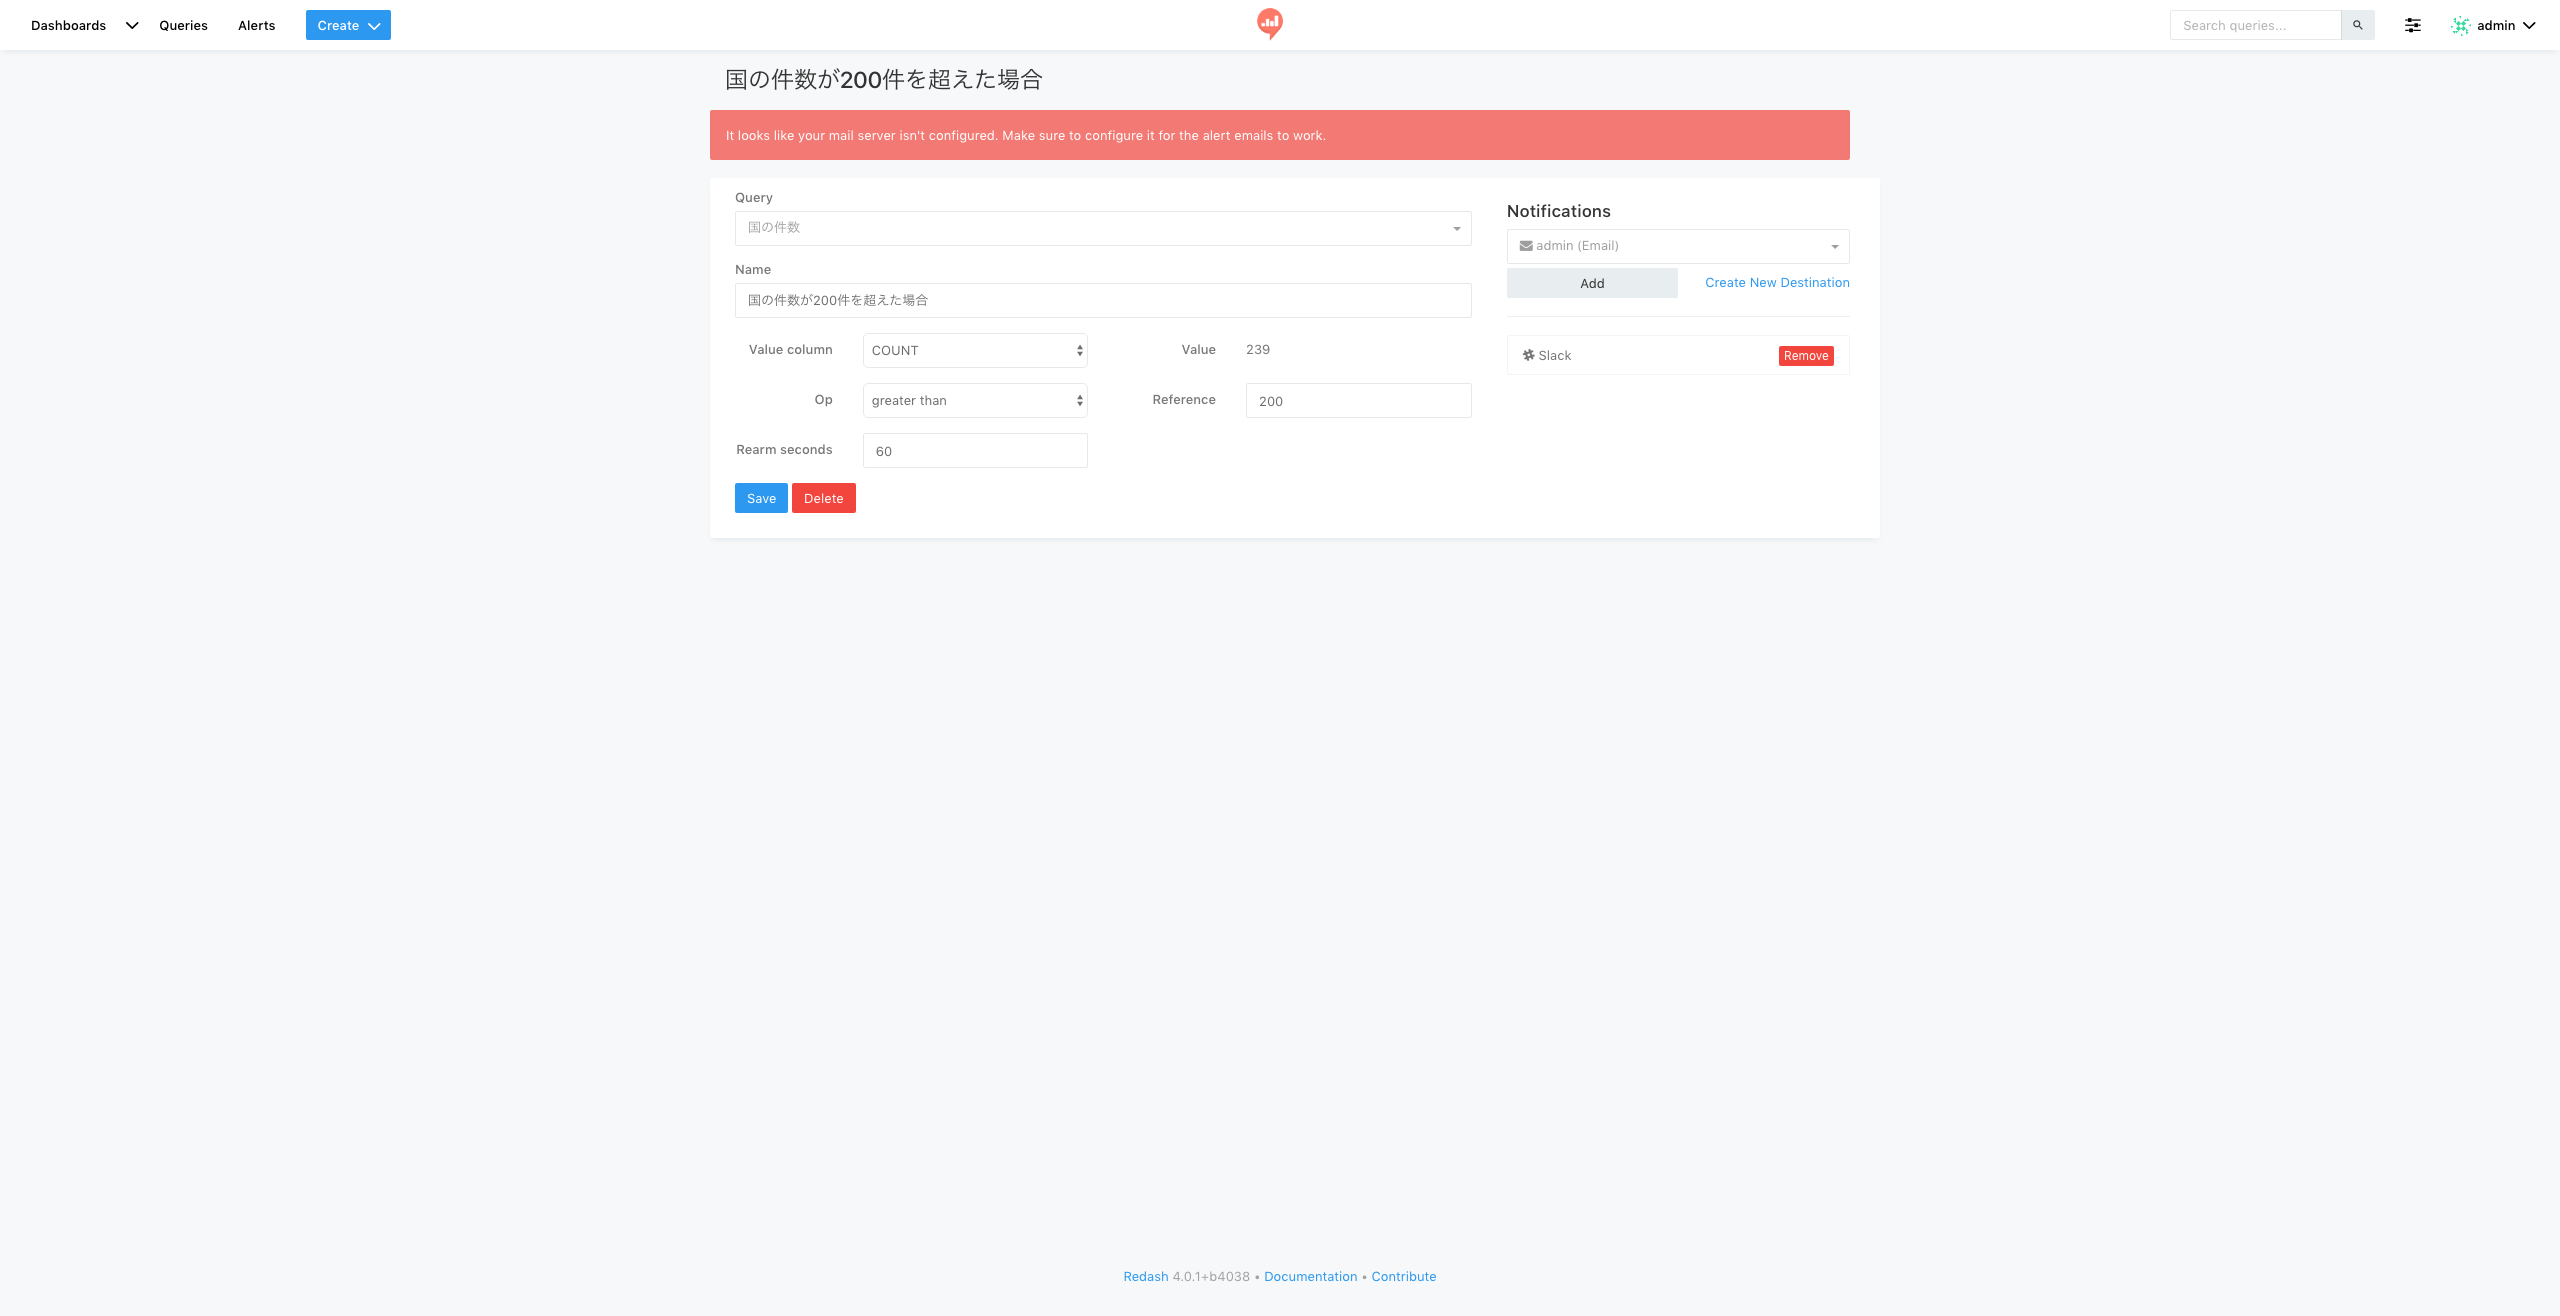 Dashboards Queries Alerts Create Search queries... admin
国の件数が200件を超えた場合
It looks like your mail server isn't configured. Make sure to configure it for the alert emails to work.
Query
国の件数
Name
国の件数が200件を超えた場合
Value column COUNT Value 239
Op greater than Reference 200
Rearm seconds 60
Save Delete
Notifications
admin (Email)
Add Create New Destination
Slack Remove
Redash 4.0.1+b4038 • Documentation • Contribute